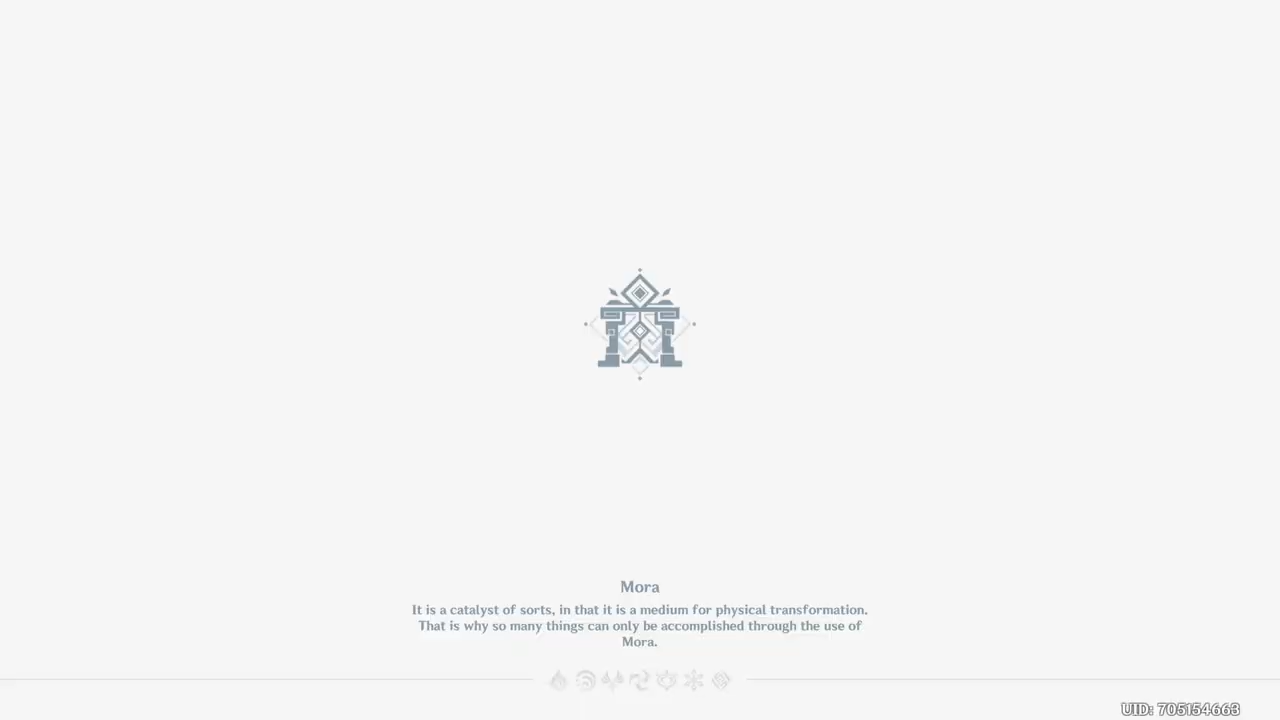 Mora
It is a catalyst of sorts, in that it is a medium for physical transformation.
That is why so many things can only be accomplished through the use of
Mora.
UID: 705154663